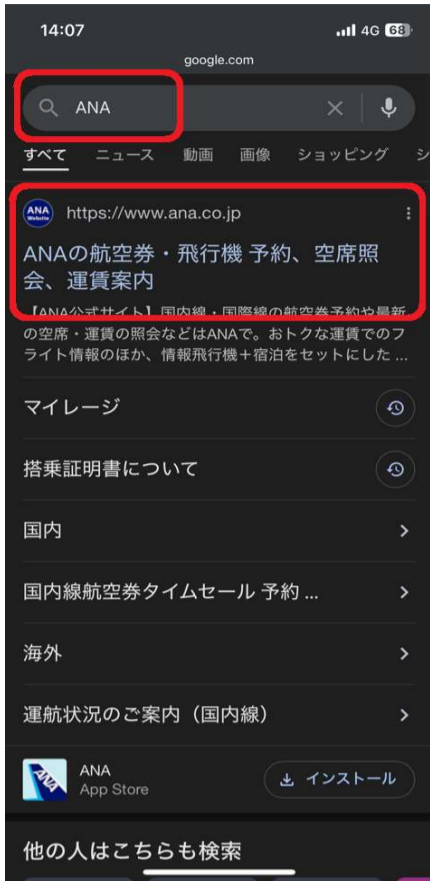 14:07
4G 68
google.com
ANA
すべて ニュース 動画 画像 ショッピング シ
ANA Website
https://www.ana.co.jp
ANAの航空券・飛行機 予約、空席照
会、運賃案内
【ANA公式サイト】国内線・国際線の航空券予約や最新
の空席・運賃の照会などはANAで。おトクな運賃でのフ
ライト情報のほか、情報飛行機+宿泊をセットにした ...
マイレージ
搭乗証明書について
国内
国内線航空券タイムセール 予約 ...
海外
運航状況のご案内（国内線）
ANA
ANA
App Store
インストール
他の人はこちらも検索